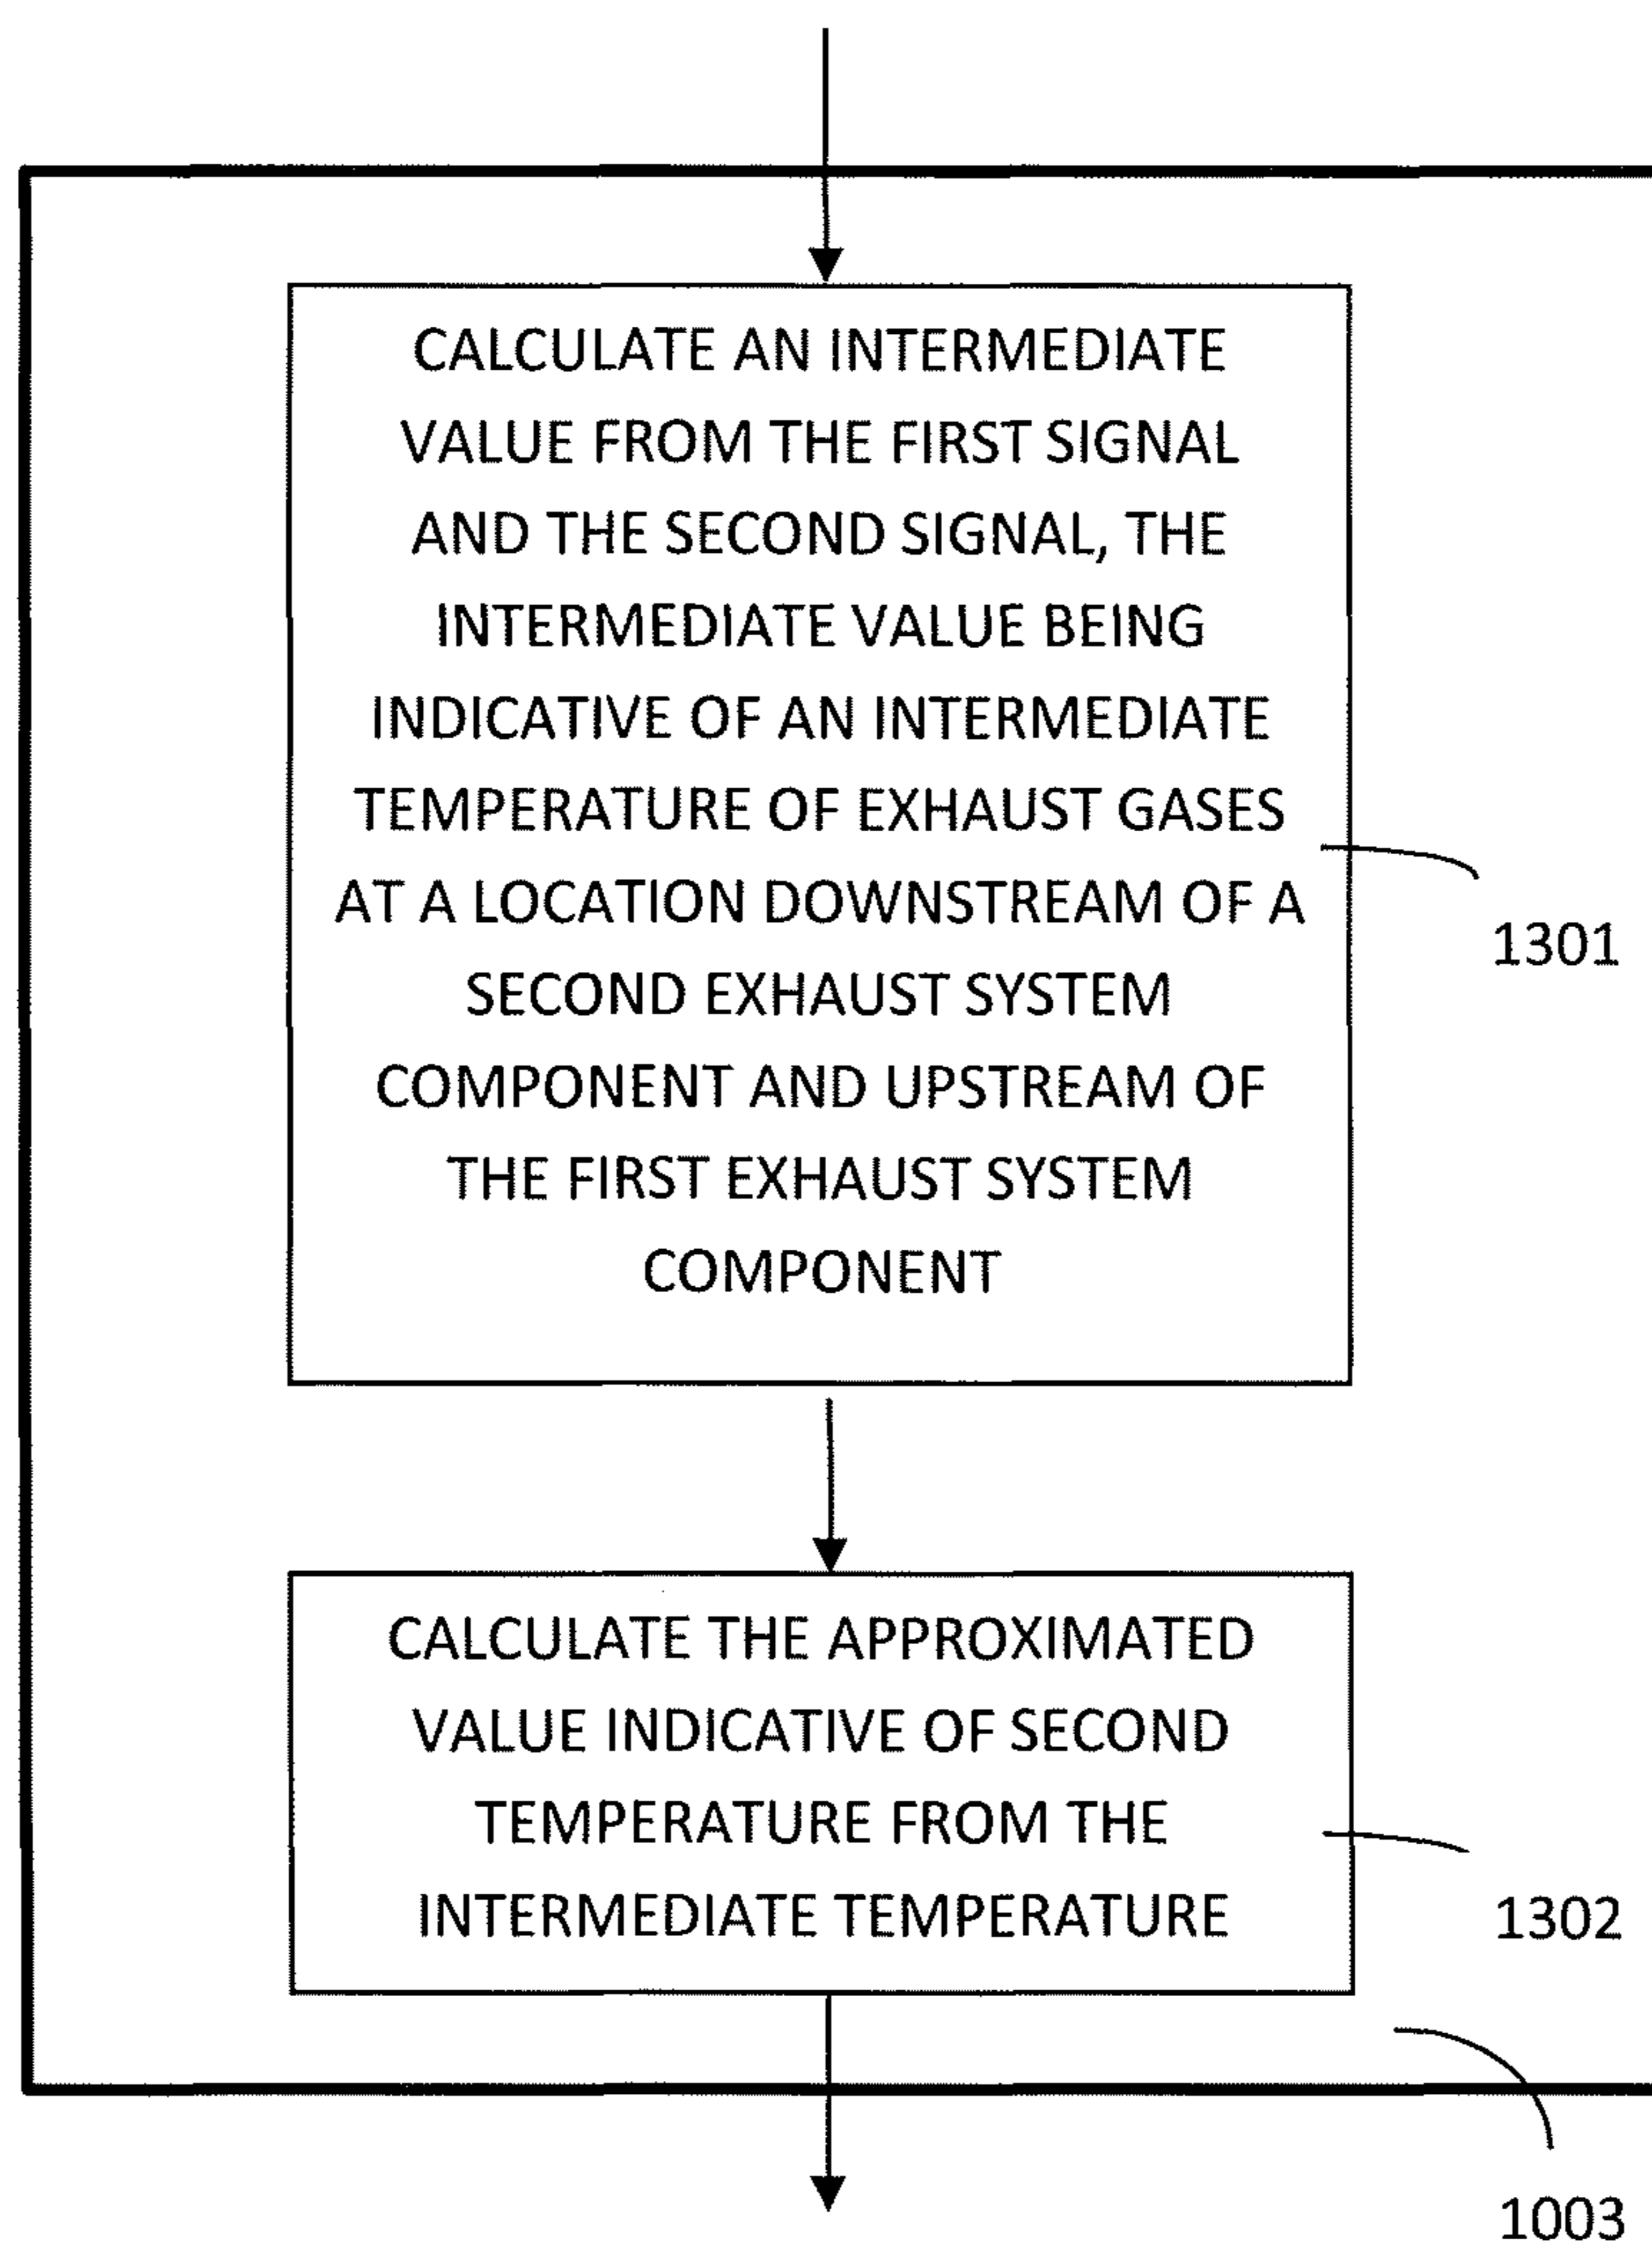 CALCULATE AN INTERMEDIATE
VALUE FROM THE FIRST SIGNAL
AND THE SECOND SIGNAL, THE
INTERMEDIATE VALUE BEING
INDICATIVE OF AN INTERMEDIATE
TEMPERATURE OF EXHAUST GASES
AT A LOCATION DOWNSTREAM OF A
SECOND EXHAUST SYSTEM
COMPONENT AND UPSTREAM OF
THE FIRST EXHAUST SYSTEM
COMPONENT
1301
CALCULATE THE APPROXIMATED
VALUE INDICATIVE OF SECOND
TEMPERATURE FROM THE
INTERMEDIATE TEMPERATURE
1302
1003